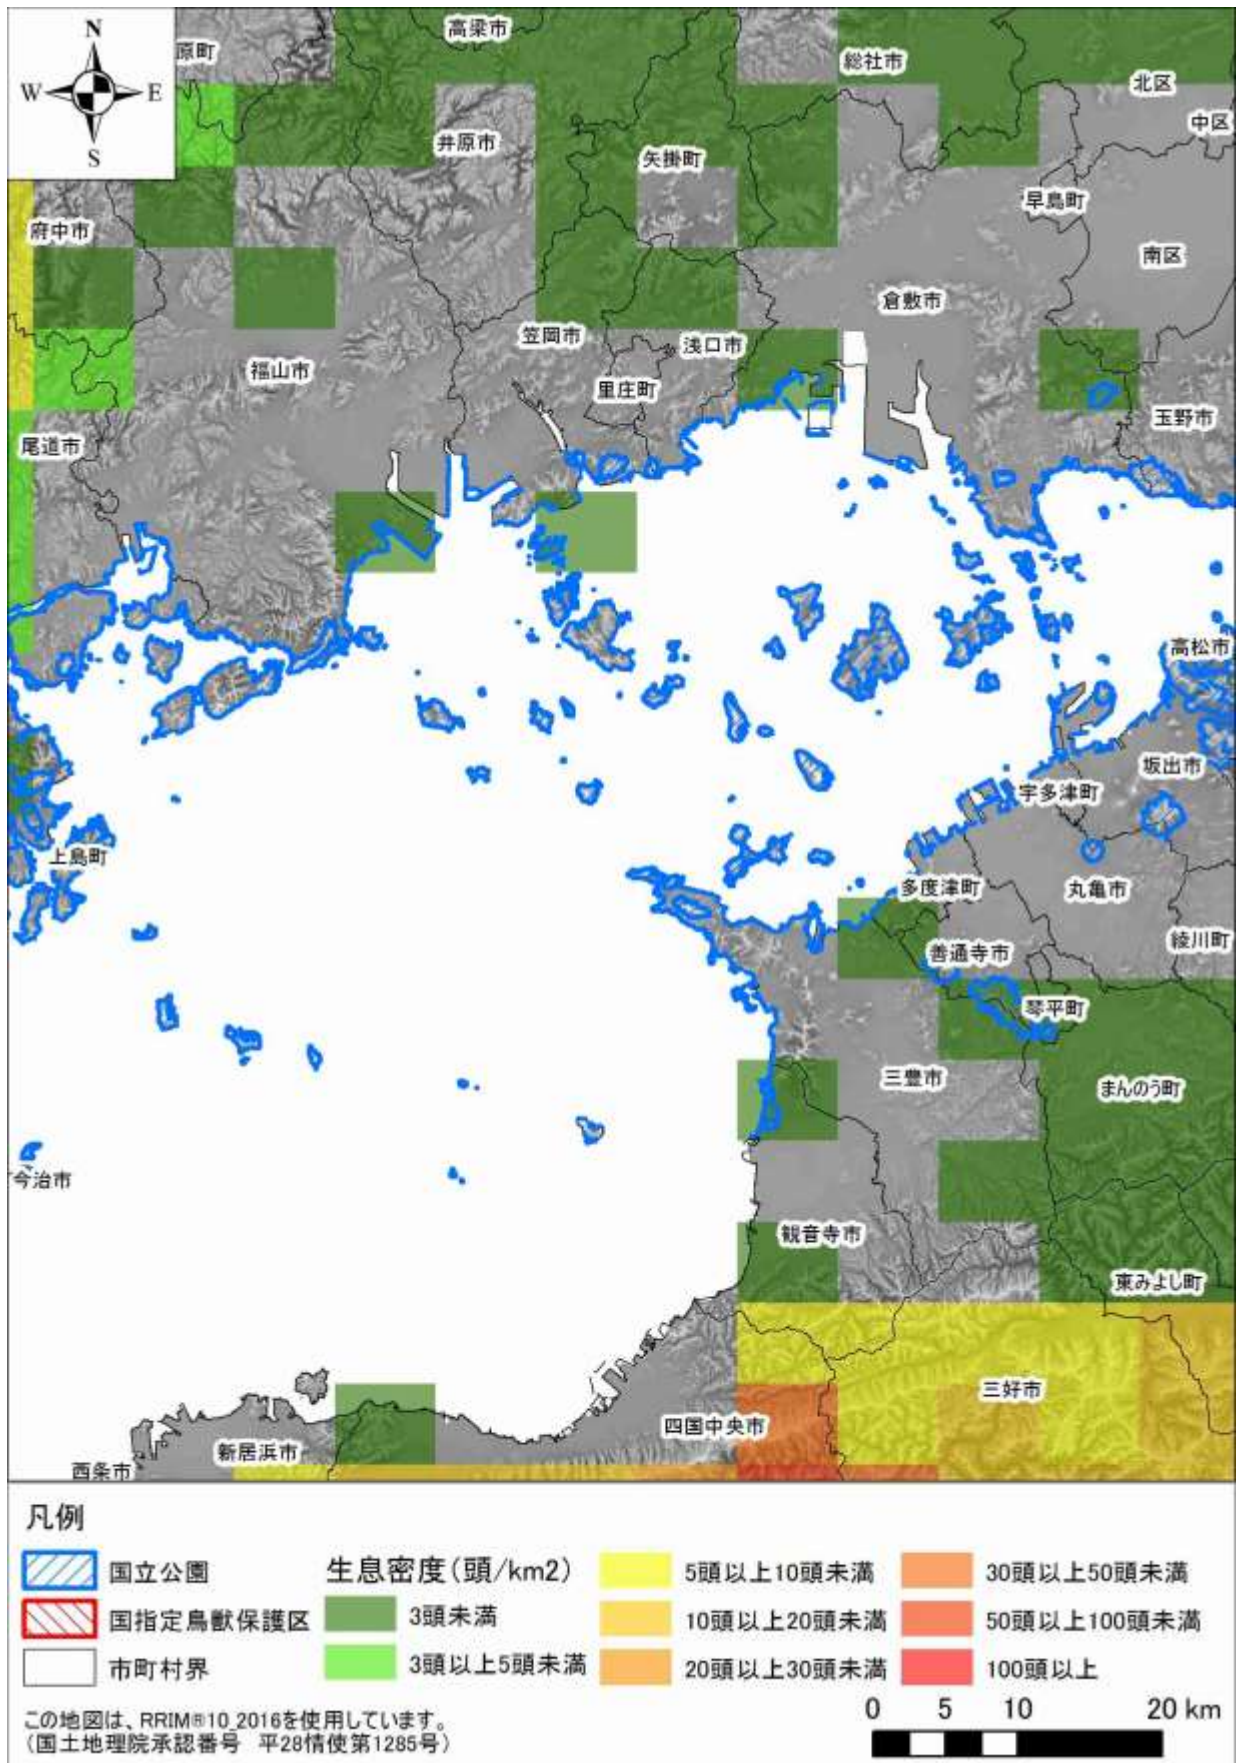 N
W E
S
原町
高梁市
総社市
北区
中区
井原市
矢掛町
早島町
府中市
南区
倉敷市
笠岡市
浅口市
福山市
里庄町
玉野市
尾道市
高松市
坂出市
宇多津町
上島町
多度津町
丸亀市
綾川町
善通寺市
琴平町
三豊市
まんのう町
今治市
観音寺市
東みよし町
三好市
四国中央市
新居浜市
西条市
凡例
国立公園
国指定鳥獣保護区
市町村界
生息密度(頭/km2)
3頭未満
3頭以上5頭未満
5頭以上10頭未満
10頭以上20頭未満
20頭以上30頭未満
30頭以上50頭未満
50頭以上100頭未満
100頭以上
この地図は、RRIM®10_2016を使用しています。
(国土地理院承認番号 平28情使第1285号)
0 5 10 20 km